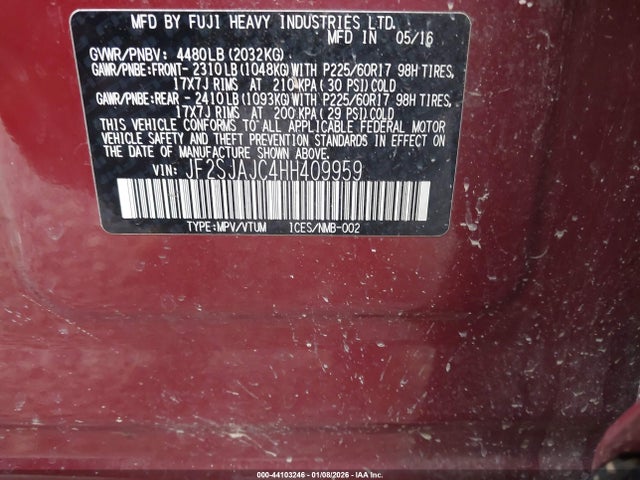 MFD BY FUJI HEAVY INDUSTRIES LTD.
MFD IN 05/16
GVWR/PNBV: 4480LB(2032KG)
GAWR/PNBE:FRONT- 2310LB(1048KG)WITH P225/60R17 98H TIRES,
17X7J RIMS AT 210 KPA(30 PSI)COLD
GAWR/PNBE:REAR - 2410LB(1093KG)WITH P225/60R17 98H TIRES,
17X7J RIMS AT 200 KPA(29 PSI)COLD
THIS VEHICLE CONFORMS TO ALL APPLICABLE FEDERAL MOTOR
VEHICLE SAFETY AND THEFT PREVENTION STANDARDS IN EFFECT
ON THE DATE OF MANUFACTURE SHOWN ABOVE.
VIN: JF2SJAJC4HH409959
TYPE:MPV/VTUM ICES/NMB-002
000-44103246 - 01/08/2026 - IAA Inc.